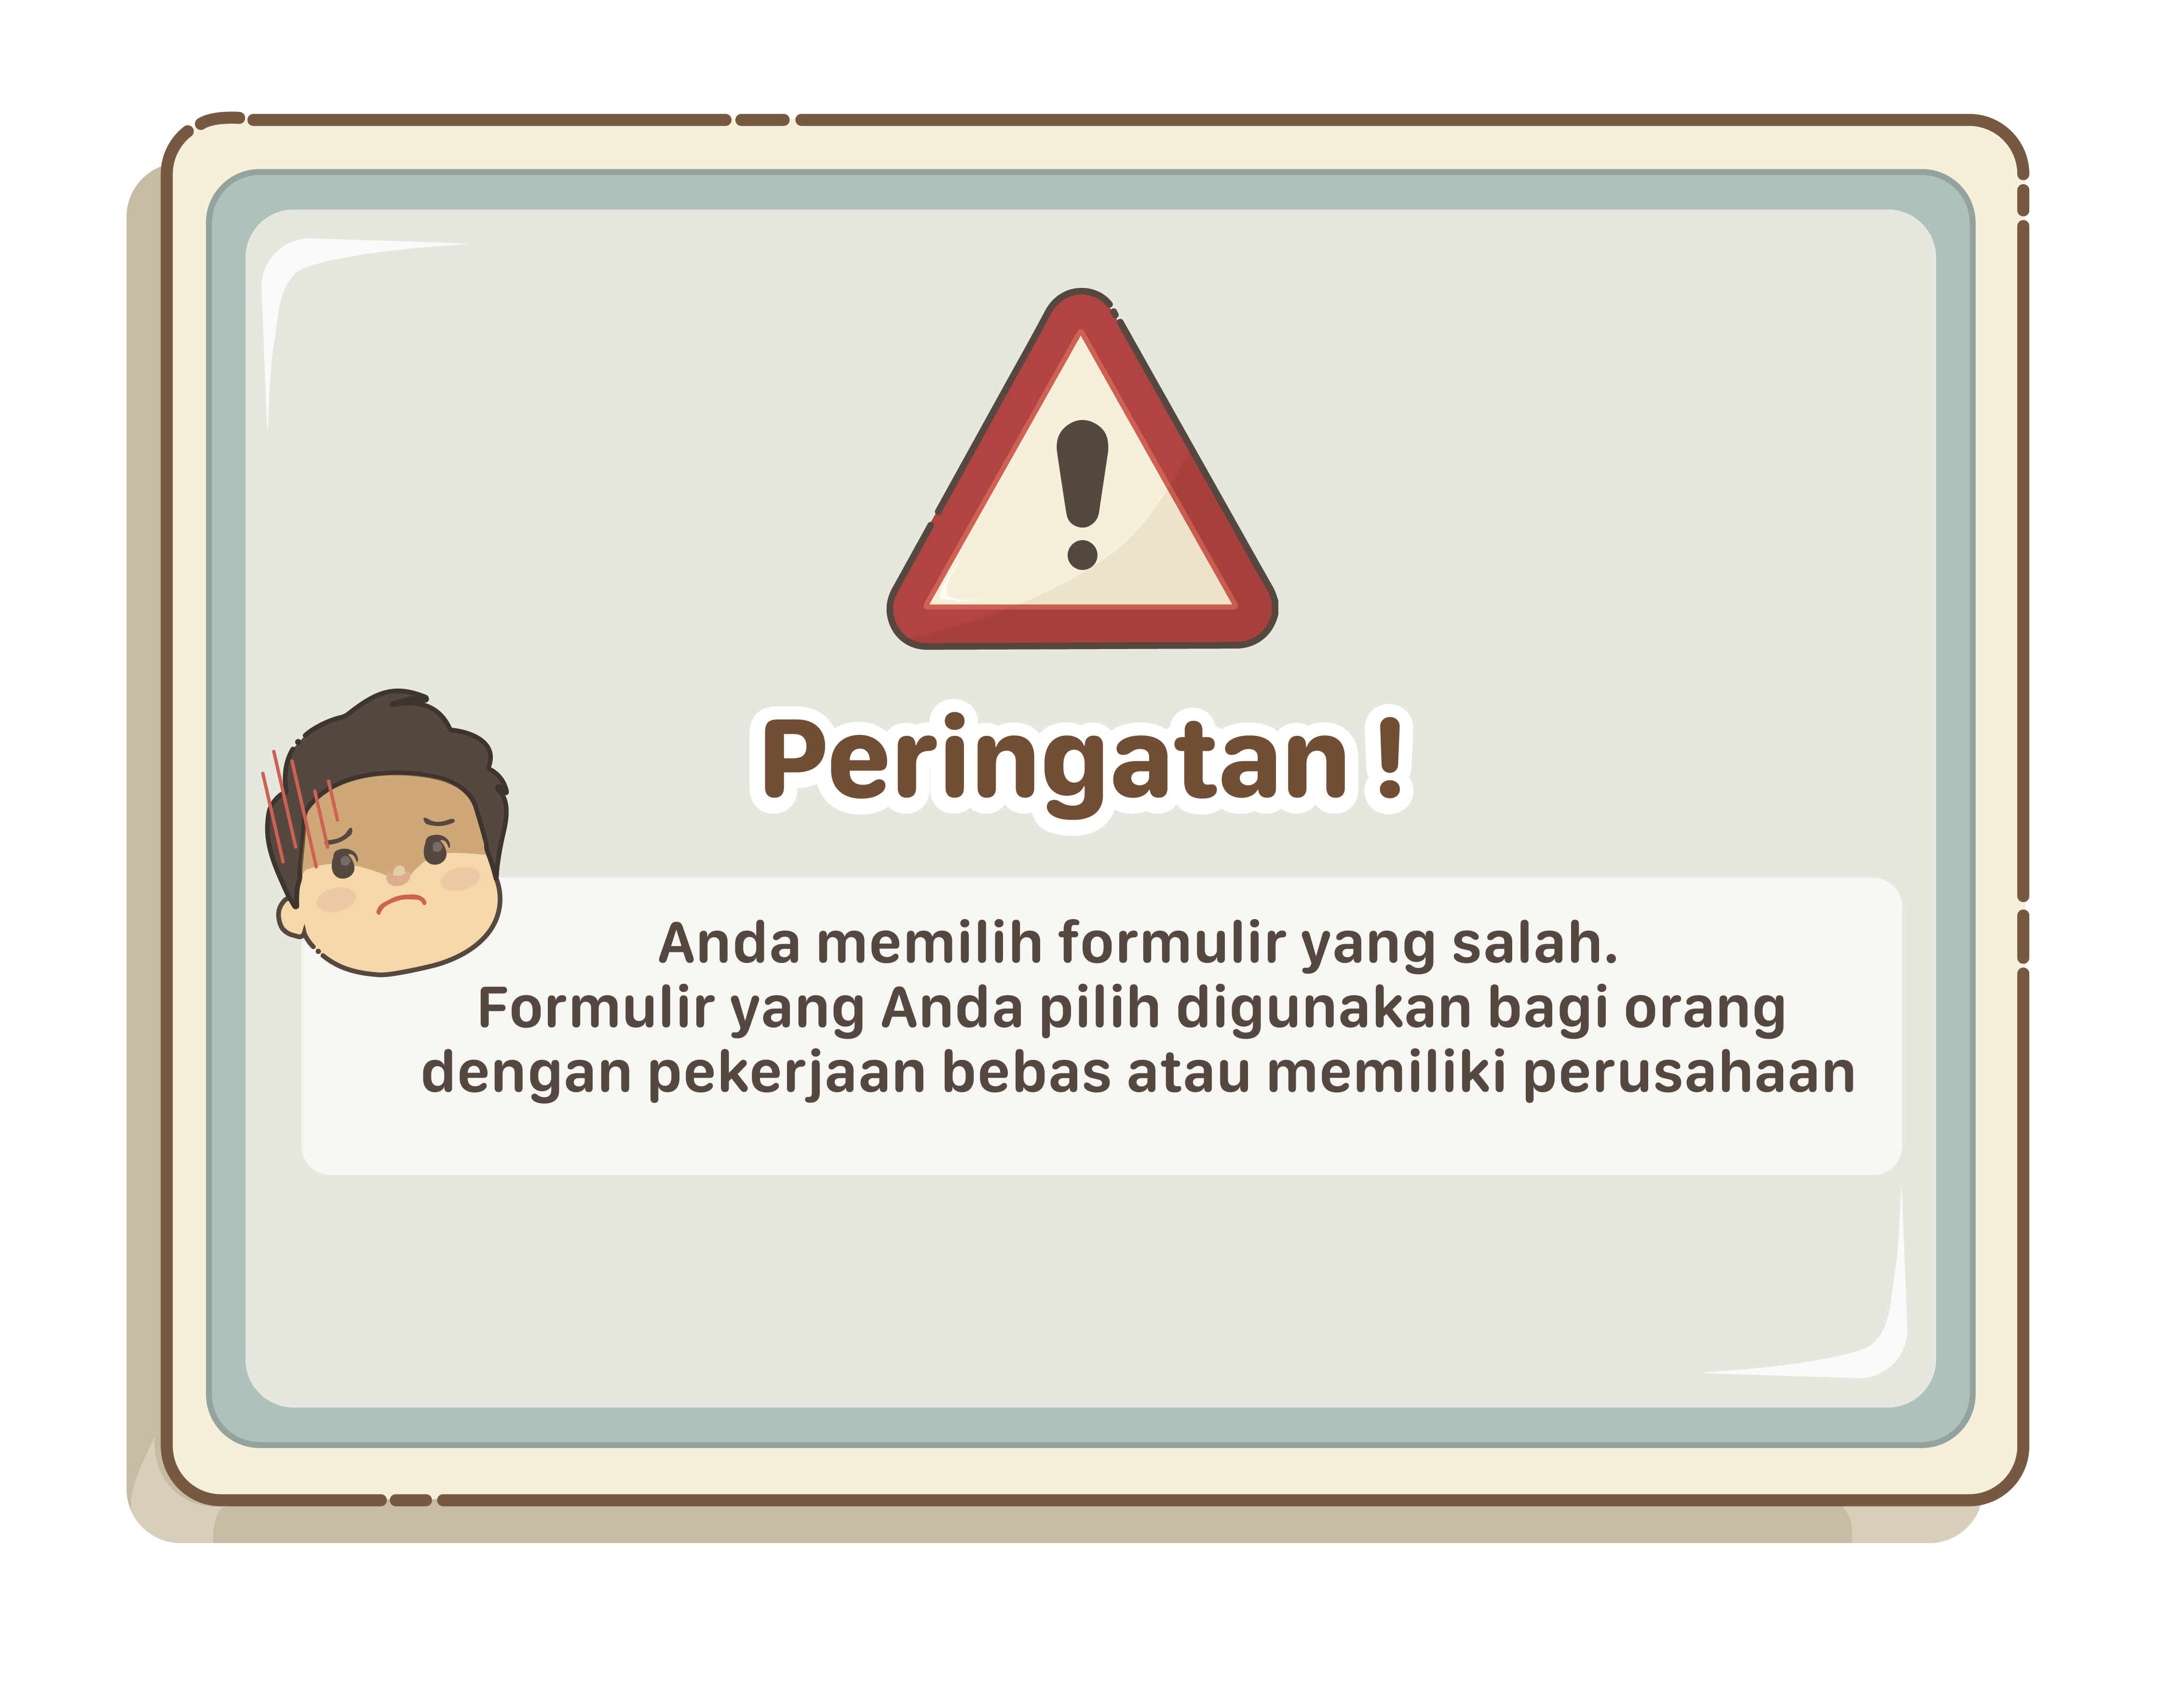 Peringatan !
Anda memilih formulir yang salah.
Formulir yang Anda pilih digunakan bagi orang
dengan pekerjaan bebas atau memiliki perusahaan